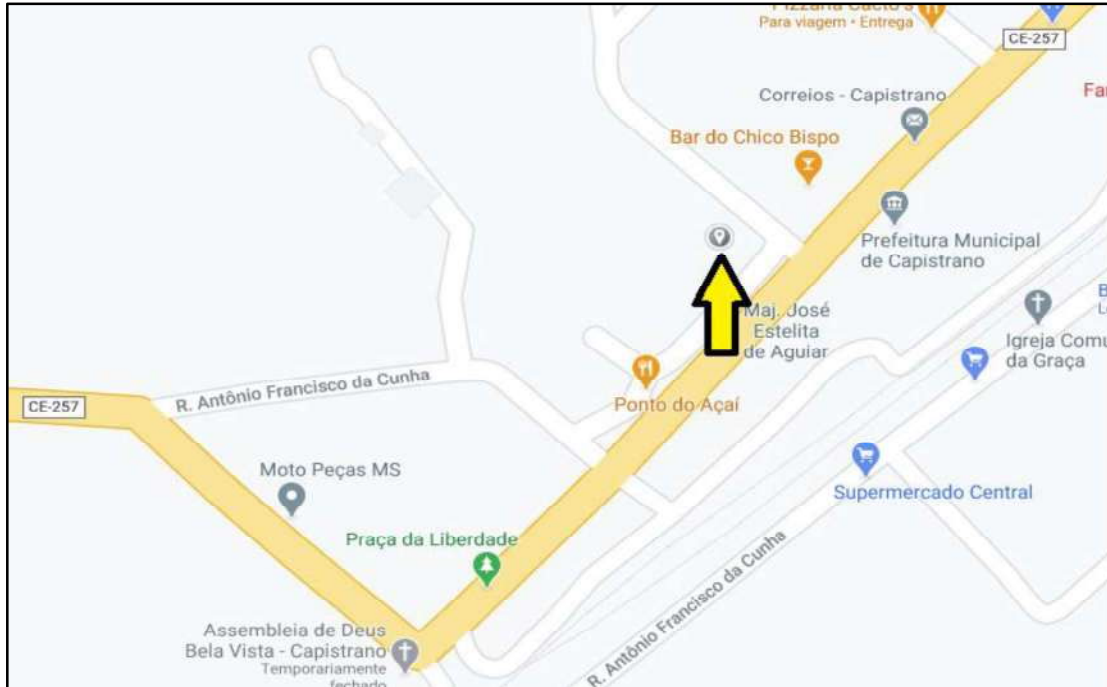 Para viagem • Entrega
CE-257
Correios - Capistrano
Bar do Chico Bispo
Prefeitura Municipal
de Capistrano
Maj. José
Estelita
de Aguiar
Igreja Comu
da Graça
R. Antônio Francisco da Cunha
CE-257
Ponto do Açaí
Moto Peças MS
Supermercado Central
Praça da Liberdade
R. Antônio Francisco da Cunha
Assembleia de Deus
Bela Vista - Capistrano
Temporariamente
fechado